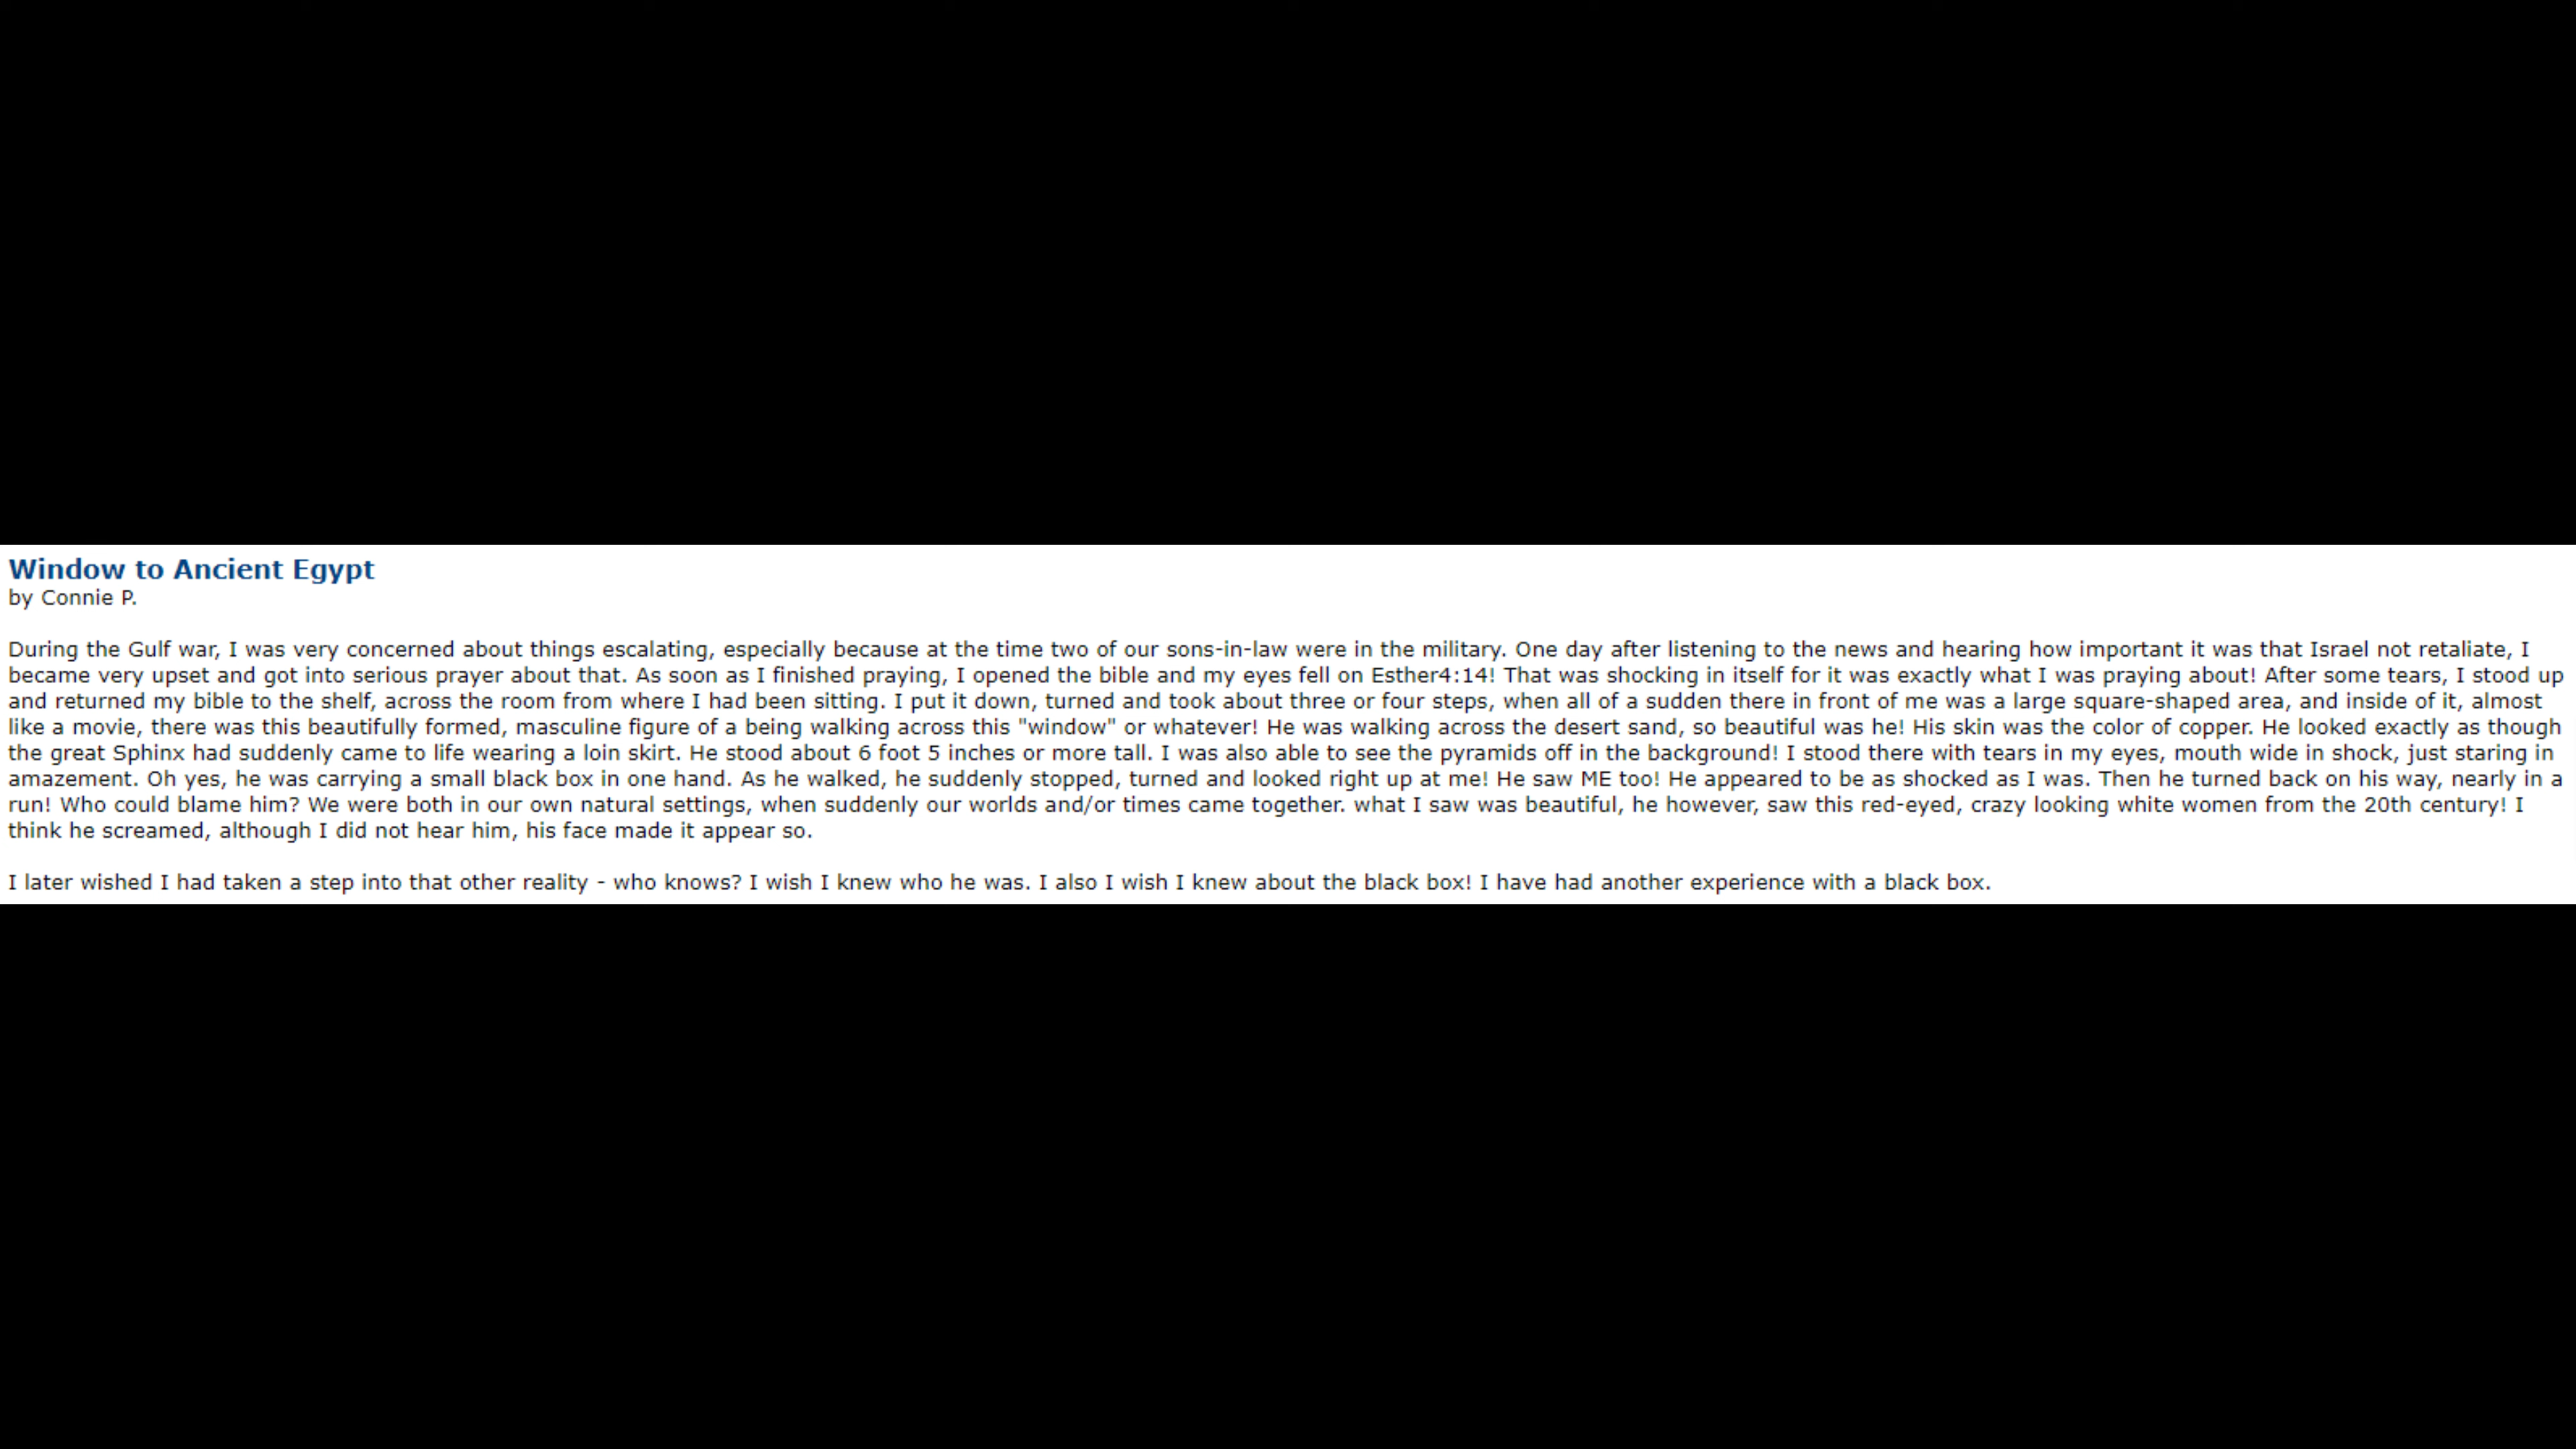 Window to Ancient Egypt
by Connie P.
During the Gulf war, I was very concerned about things escalating, especially because at the time two of our sons-in-law were in the military. One day after listening to the news and hearing how important it was that Israel not retaliate, I
became very upset and got into serious prayer about that. As soon as I finished praying, I opened the bible and my eyes fell on Esther4:14! That was shocking in itself for it was exactly what I was praying about! After some tears, I stood up
and returned my bible to the shelf, across the room from where I had been sitting. I put it down, turned and took about three or four steps, when all of a sudden there in front of me was a large square-shaped area, and inside of it, almost
like a movie, there was this beautifully formed, masculine figure of a being walking across this "window" or whatever! He was walking across the desert sand, so beautiful was he! His skin was the color of copper. He looked exactly as though
the great Sphinx had suddenly came to life wearing a loin skirt. He stood about 6 foot 5 inches or more tall. I was also able to see the pyramids off in the background! I stood there with tears in my eyes, mouth wide in shock, just staring in
amazement. Oh yes, he was carrying a small black box in one hand. As he walked, he suddenly stopped, turned and looked right up at me! He saw ME too! He appeared to be as shocked as I was. Then he turned back on his way, nearly in a
run! Who could blame him? We were both in our own natural settings, when suddenly our worlds and/or times came together. what I saw was beautiful, he however, saw this red-eyed, crazy looking white women from the 20th century! I
think he screamed, although I did not hear him, his face made it appear so.
I later wished I had taken a step into that other reality - who knows? I wish I knew who he was. I also I wish I knew about the black box! I have had another experience with a black box.